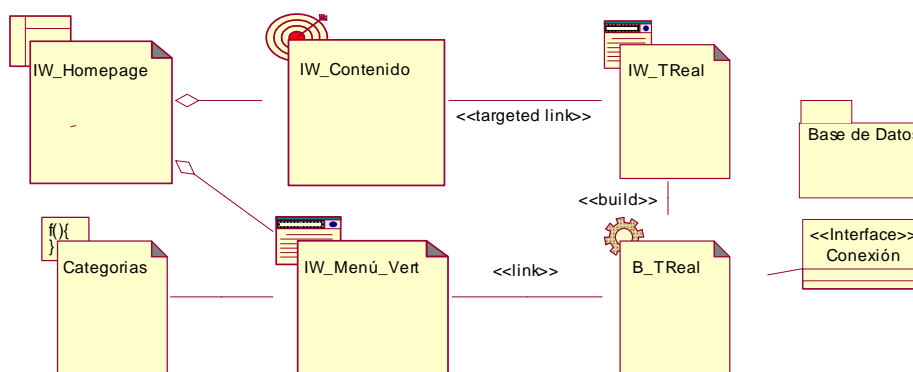 IW_Homepage
IW_Contenido
IW_TReal
<<targeted link>>
Base de Datos
<<build>>
f(){
}
Categorias
IW_Menú_Vert
<<link>>
B_TReal
<<Interface>>
Conexión